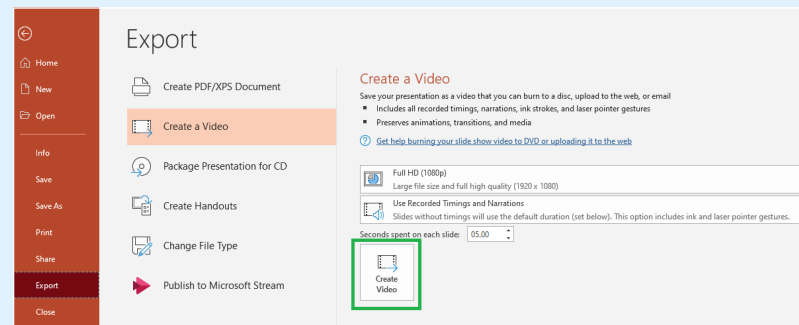 Export
Home
New
Open
Info
Save
Save As
Print
Share
Export
Close
Create PDF/XPS Document
Create a Video
Package Presentation for CD
Create Handouts
Change File Type
Publish to Microsoft Stream
Create a Video
Save your presentation as a video that you can burn to a disc, upload to the web, or email
Includes all recorded timings, narrations, ink strokes, and laser pointer gestures
Preserves animations, transitions, and media
Get help burning your slide show video to DVD or uploading it to the web
Full HD (1080p)
Large file size and full high quality (1920 x 1080)
Use Recorded Timings and Narrations
Slides without timings will use the default duration (set below). This option includes ink and laser pointer gestures.
Seconds spent on each slide: 05.00
Create
Video